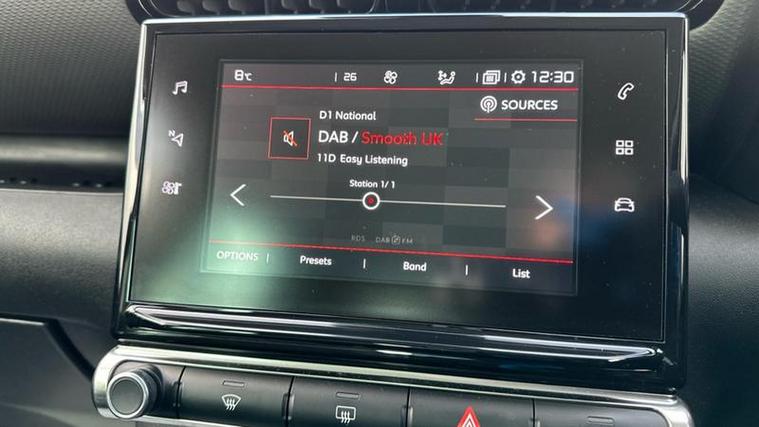 8°C 26 12:30
SOURCES
D1 National
DAB / Smooth UK
11D Easy Listening
Station 1/1
RDS DAB FM
OPTIONS Presets Band List
N